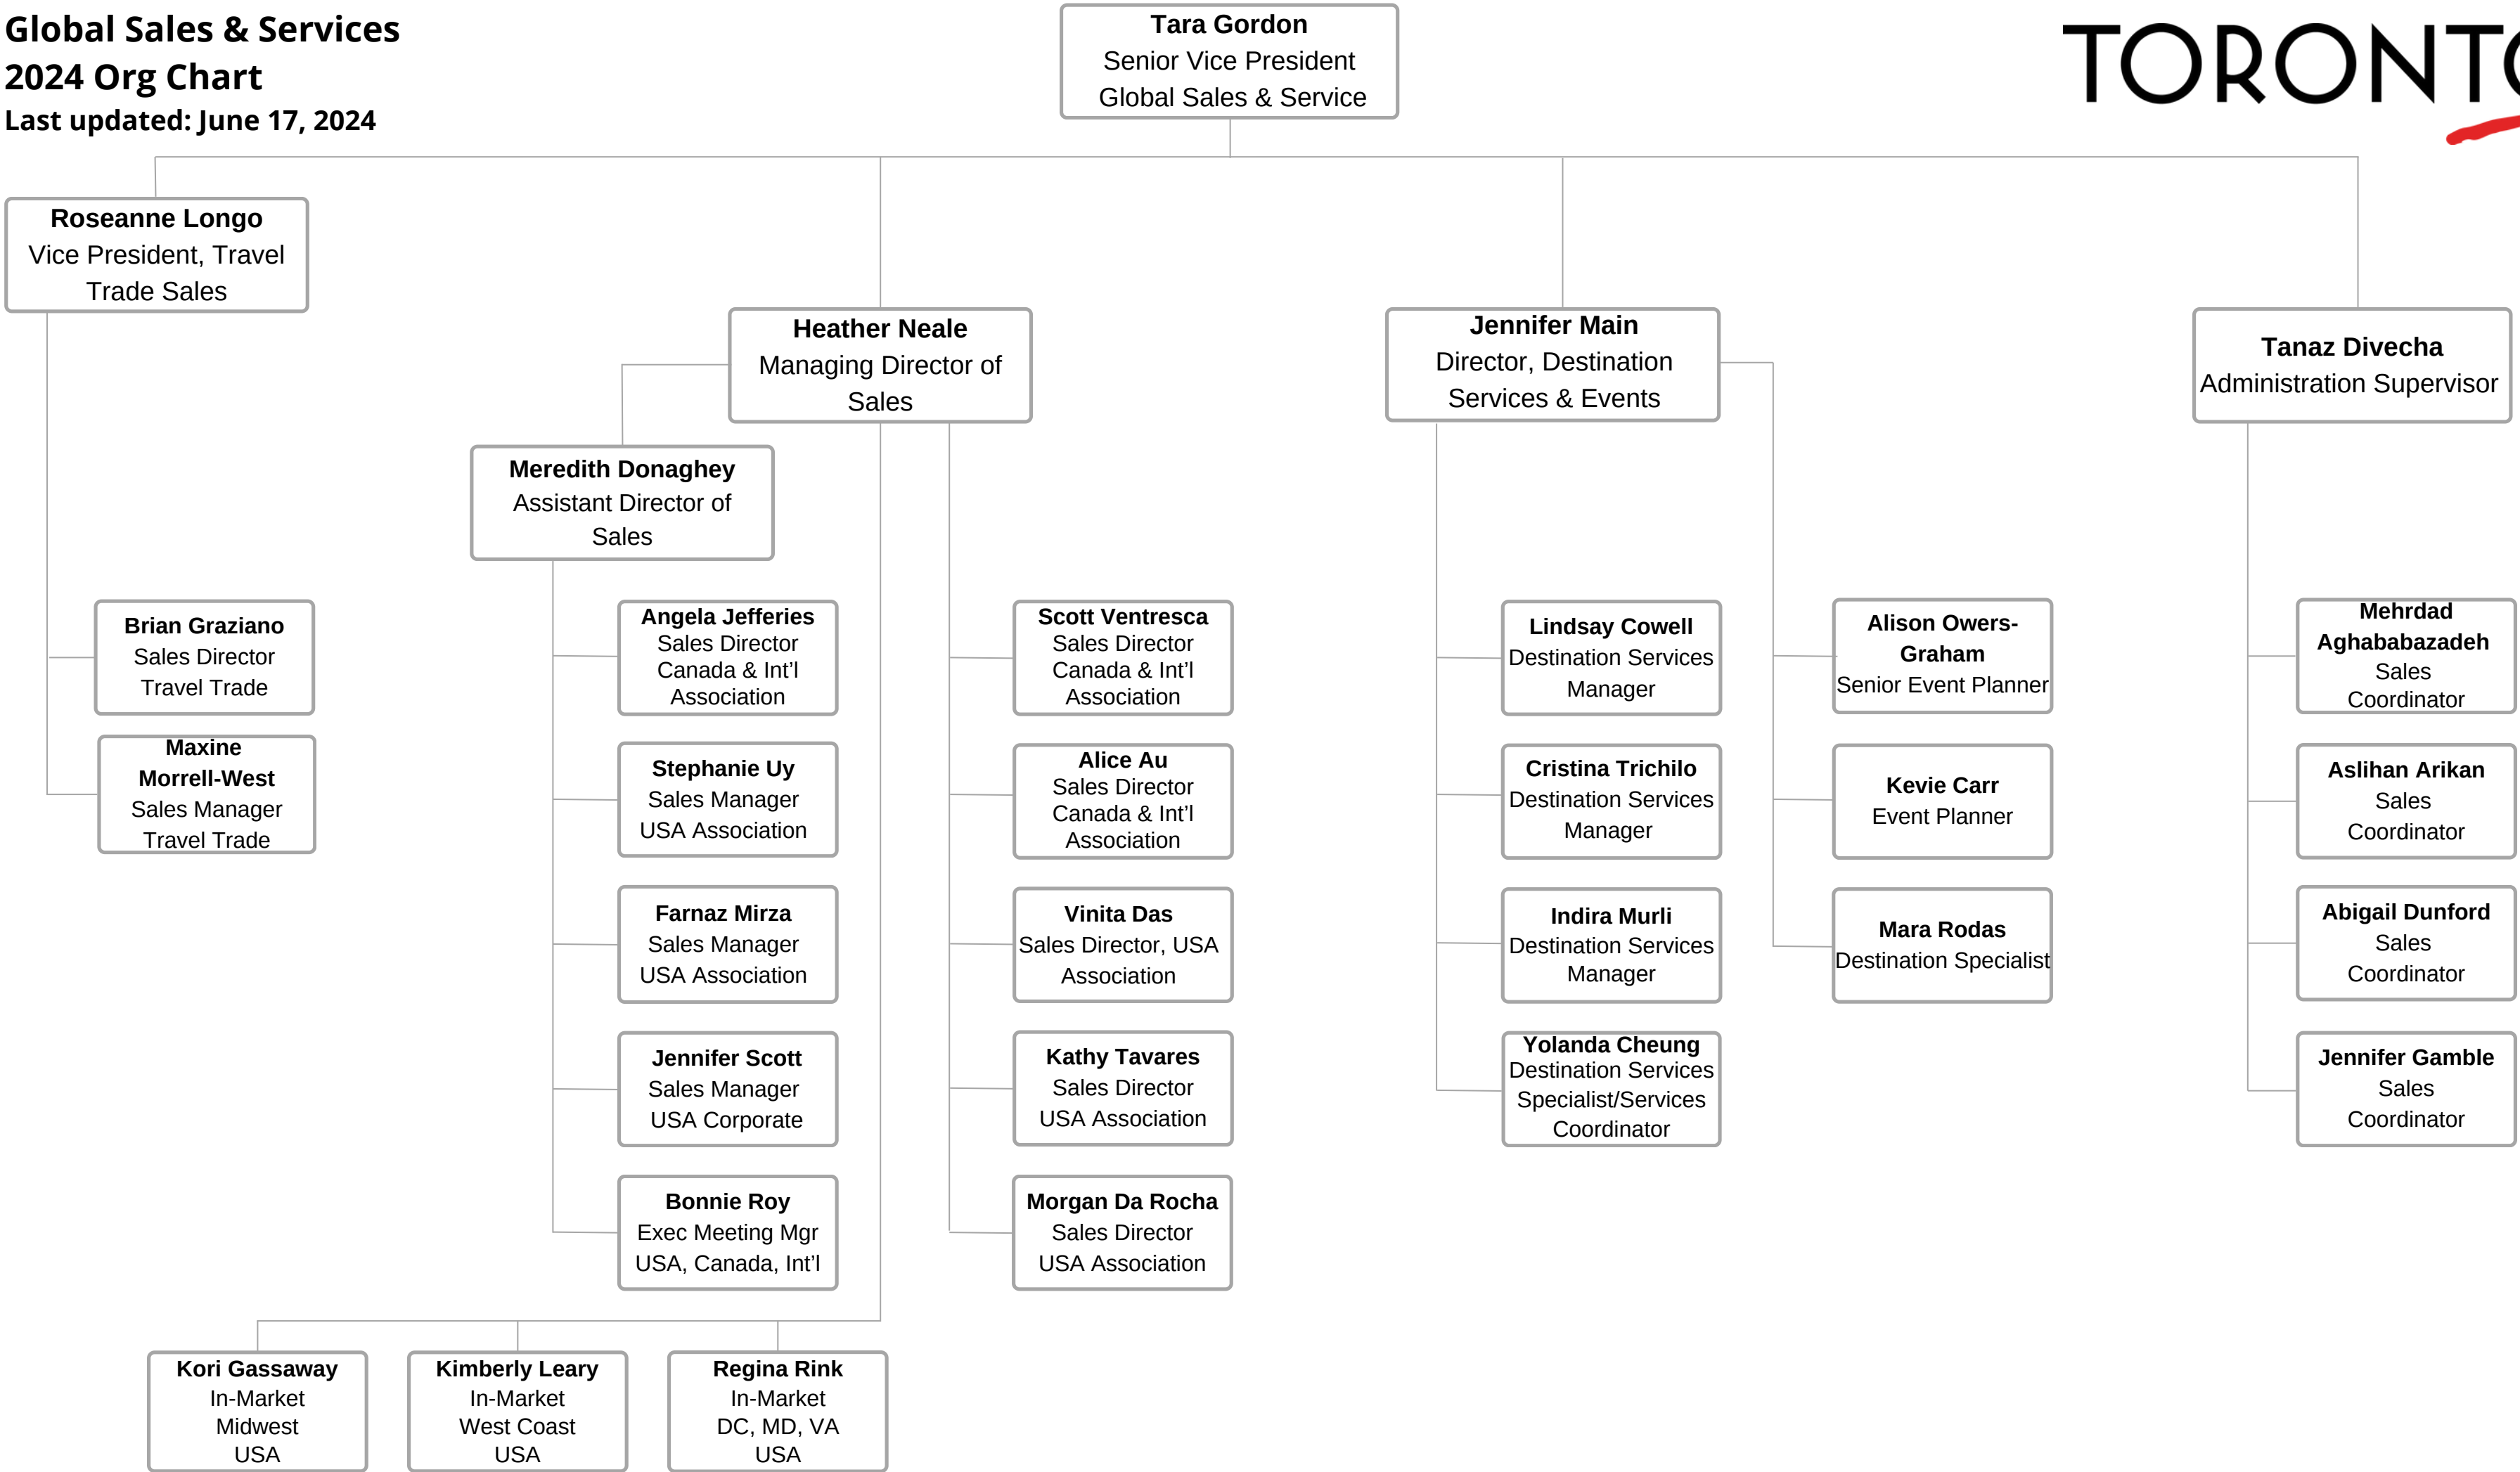 Global Sales & Services
2024 Org Chart
Last updated: June 17, 2024
Tara Gordon
Senior Vice President
Global Sales & Service
TORONTO
Roseanne Longo
Vice President, Travel
Trade Sales
Heather Neale
Managing Director of
Sales
Jennifer Main
Director, Destination
Services & Events
Tanaz Divecha
Administration Supervisor
Meredith Donaghey
Assistant Director of
Sales
Brian Graziano
Sales Director
Travel Trade
Maxine
Morrell-West
Sales Manager
Travel Trade
Angela Jefferies
Sales Director
Canada & Int’l
Association
Stephanie Uy
Sales Manager
USA Association
Farnaz Mirza
Sales Manager
USA Association
Jennifer Scott
Sales Manager
USA Corporate
Bonnie Roy
Exec Meeting Mgr
USA, Canada, Int’l
Scott Ventresca
Sales Director
Canada & Int’l
Association
Alice Au
Sales Director
Canada & Int’l
Association
Vinita Das
Sales Director, USA
Association
Kathy Tavares
Sales Director
USA Association
Morgan Da Rocha
Sales Director
USA Association
Lindsay Cowell
Destination Services
Manager
Cristina Trichilo
Destination Services
Manager
Indira Murli
Destination Services
Manager
Yolanda Cheung
Destination Services
Specialist/Services
Coordinator
Alison Owers-
Graham
Senior Event Planner
Kevie Carr
Event Planner
Mara Rodas
Destination Specialist
Mehrdad
Aghababazadeh
Sales
Coordinator
Aslihan Arikan
Sales
Coordinator
Abigail Dunford
Sales
Coordinator
Jennifer Gamble
Sales
Coordinator
Kori Gassaway
In-Market
Midwest
USA
Kimberly Leary
In-Market
West Coast
USA
Regina Rink
In-Market
DC, MD, VA
USA